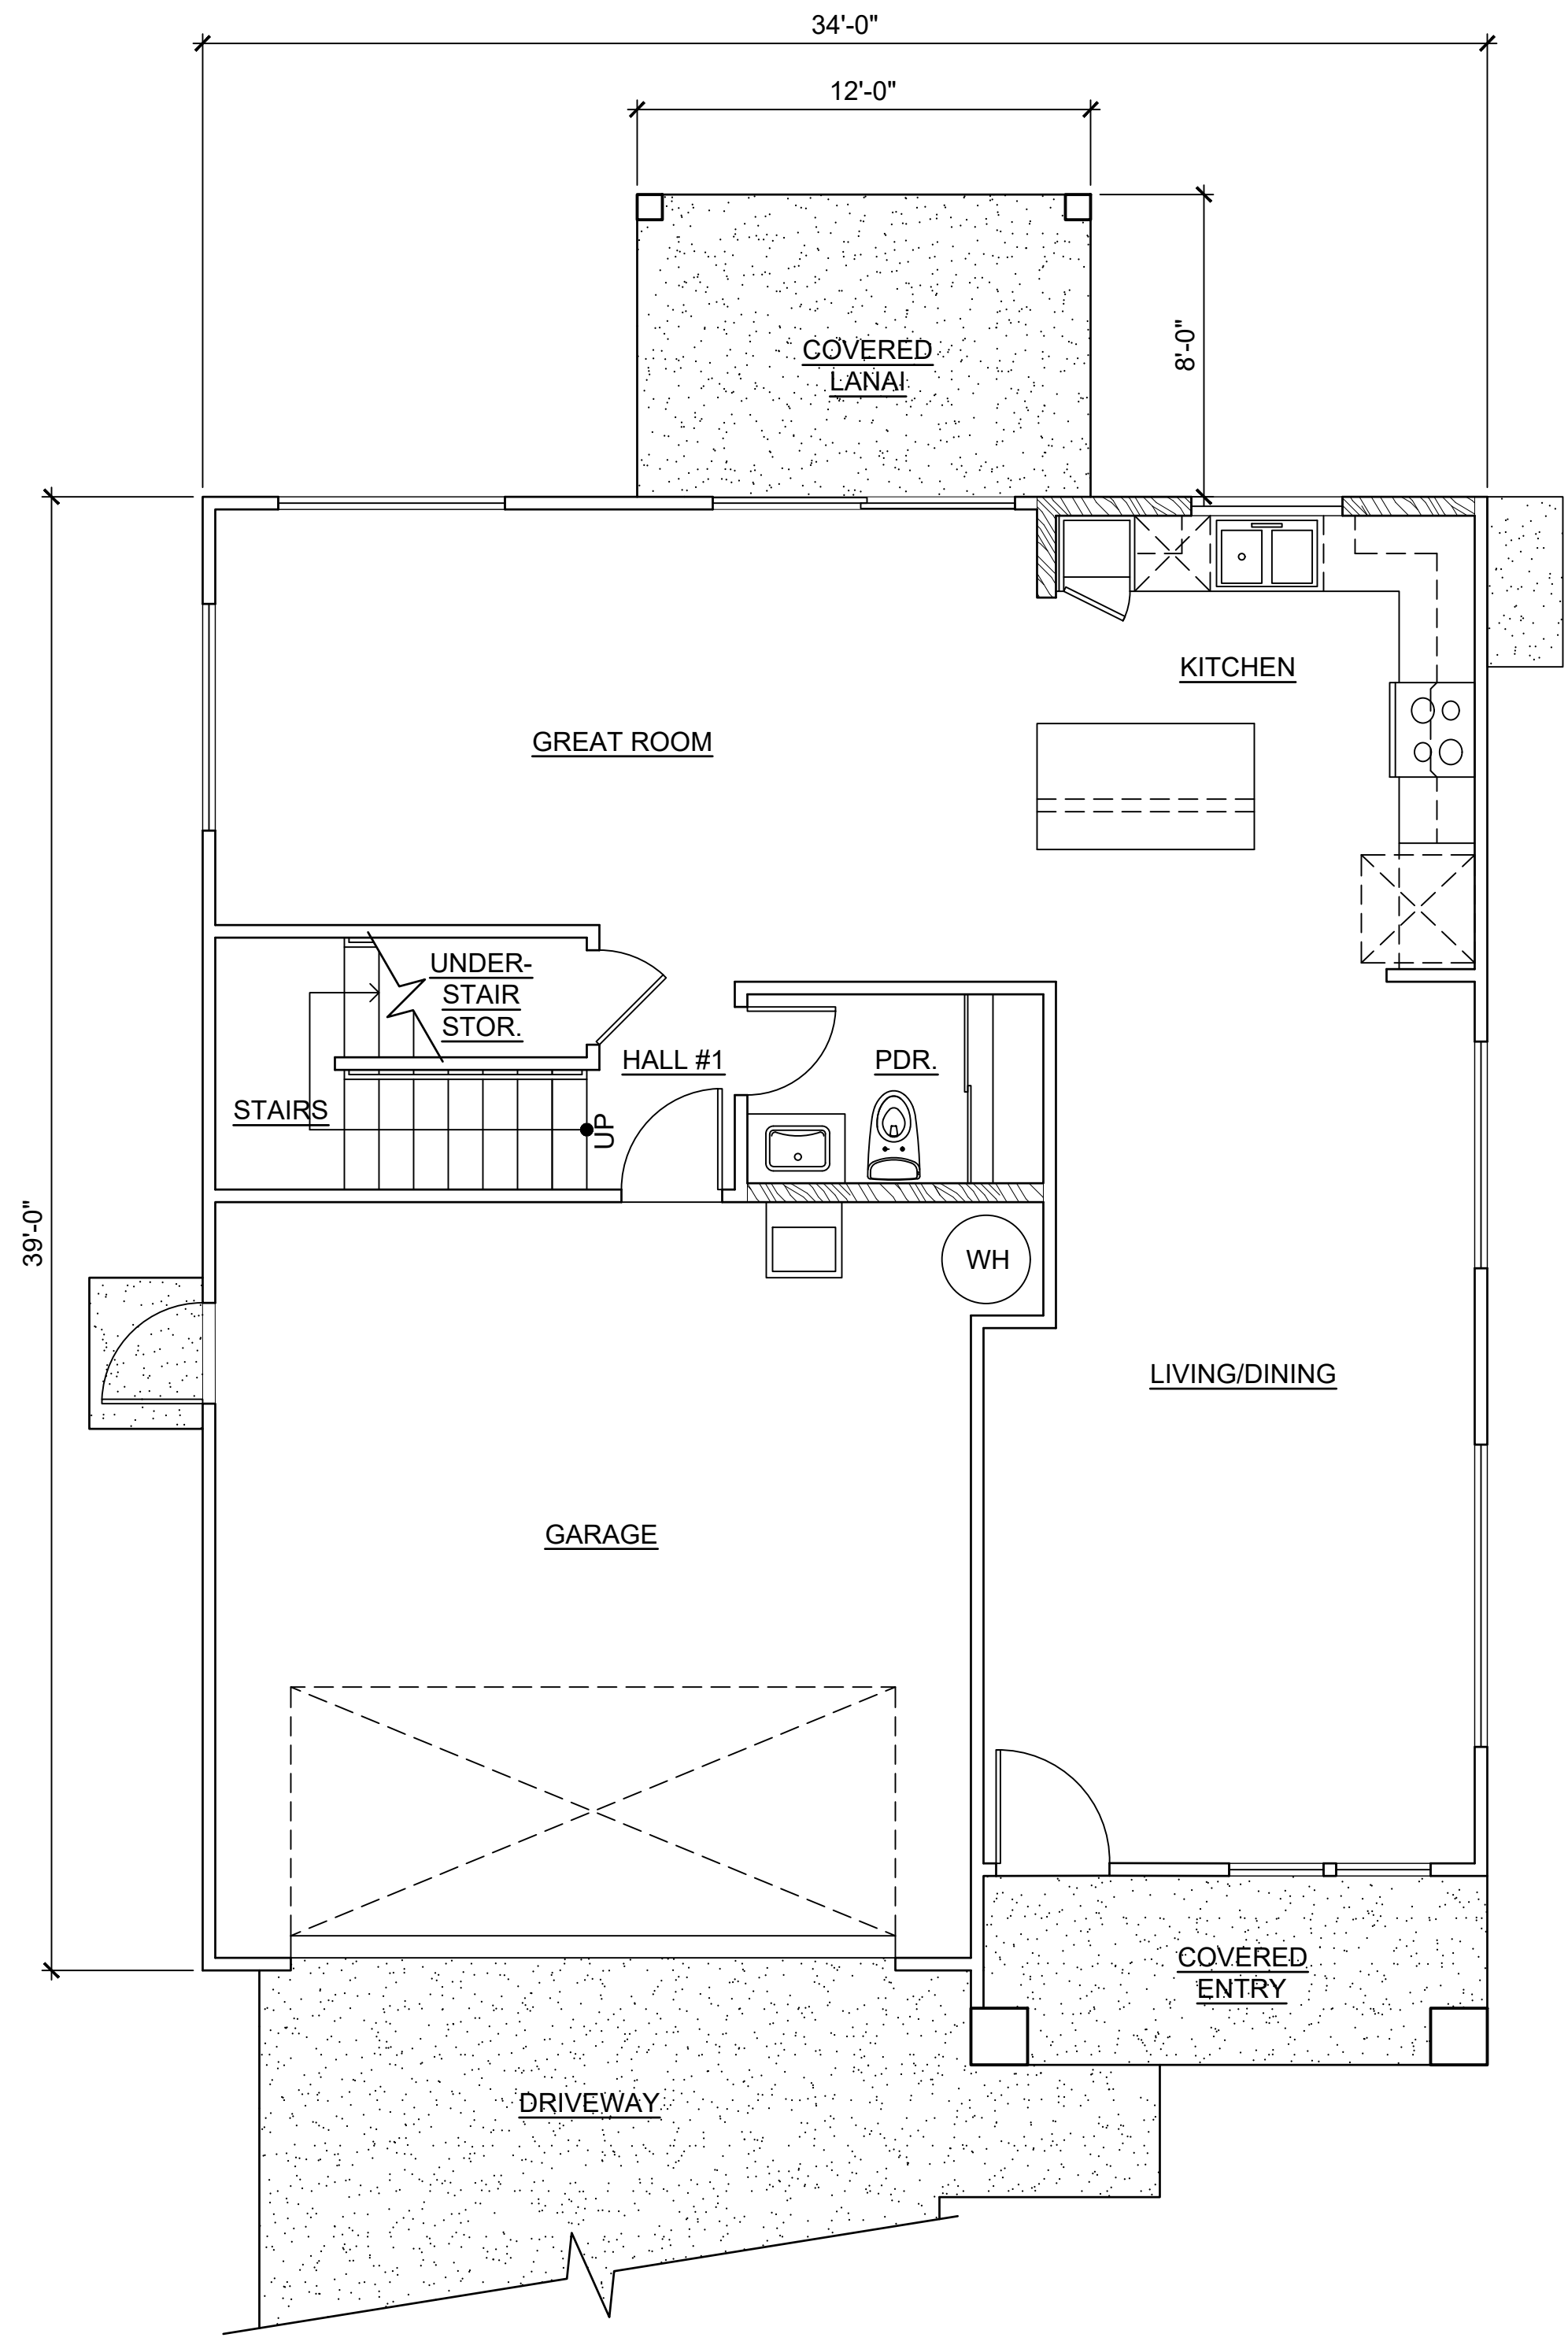 34'-0"
12'-0"
8'-0"
COVERED
LANAI
KITCHEN
GREAT ROOM
UNDER-
STAIR
STOR.
HALL #1
PDR.
STAIRS
UP
39'-0"
WH
LIVING/DINING
GARAGE
COVERED
ENTRY
DRIVEWAY